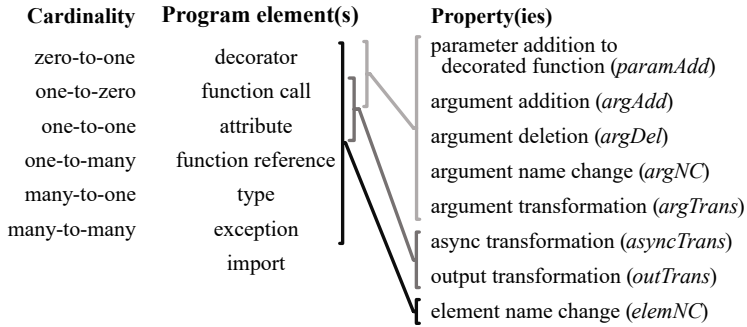 Cardinality
zero-to-one
one-to-zero
one-to-one
one-to-many
many-to-one
many-to-many
Program element(s)
decorator
function call
attribute
function reference
type
exception
import
Property(ies)
parameter addition to
decorated function (paramAdd)
argument addition (argAdd)
argument deletion (argDel)
argument name change (argNC)
argument transformation (argTrans)
async transformation (asyncTrans)
output transformation (outTrans)
element name change (elemNC)